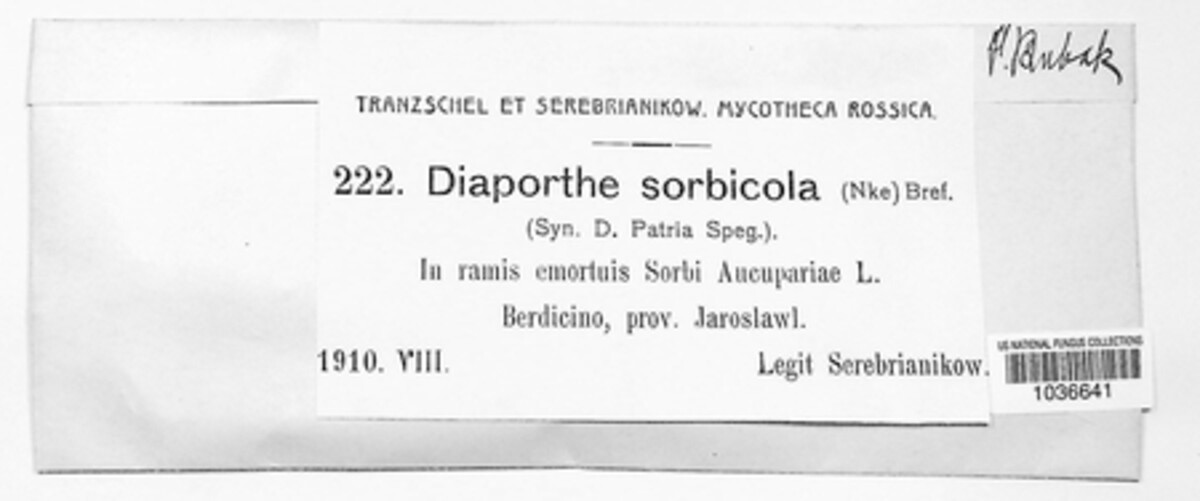 P. Bubak
TRANZSCHEL ET SEREBRIANIKOW. MYCOTHECA ROSSICA.
222. Diaporthe sorbicola (Nke) Bref.
(Syn. D. Patria Speg.).
In ramis emortuis Sorbi Aucupariae L.
Berdicino, prov. Jaroslawl.
1910. VIII. Legit Serebrianikow.
US NATIONAL FUNGUS COLLECTIONS
1036641